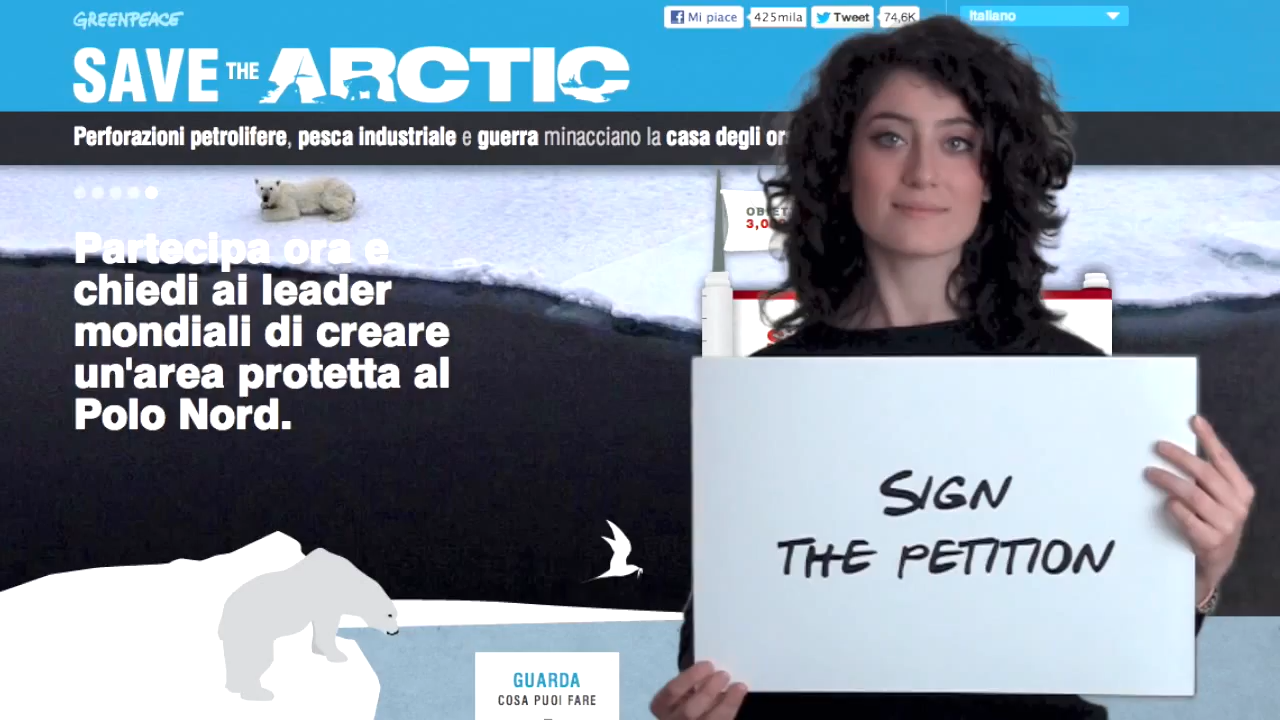 GREENPEACE
Mi piace 425mila Tweet 74,6K Italiano
SAVE THE ARCTIC
Perforazioni petrolifere, pesca industriale e guerra minacciano la casa degli
Partecipa ora e
chiedi ai leader
mondiali di creare
un'area protetta al
Polo Nord.
SIGN
THE PETITION
GUARDA
COSA PUOI FARE